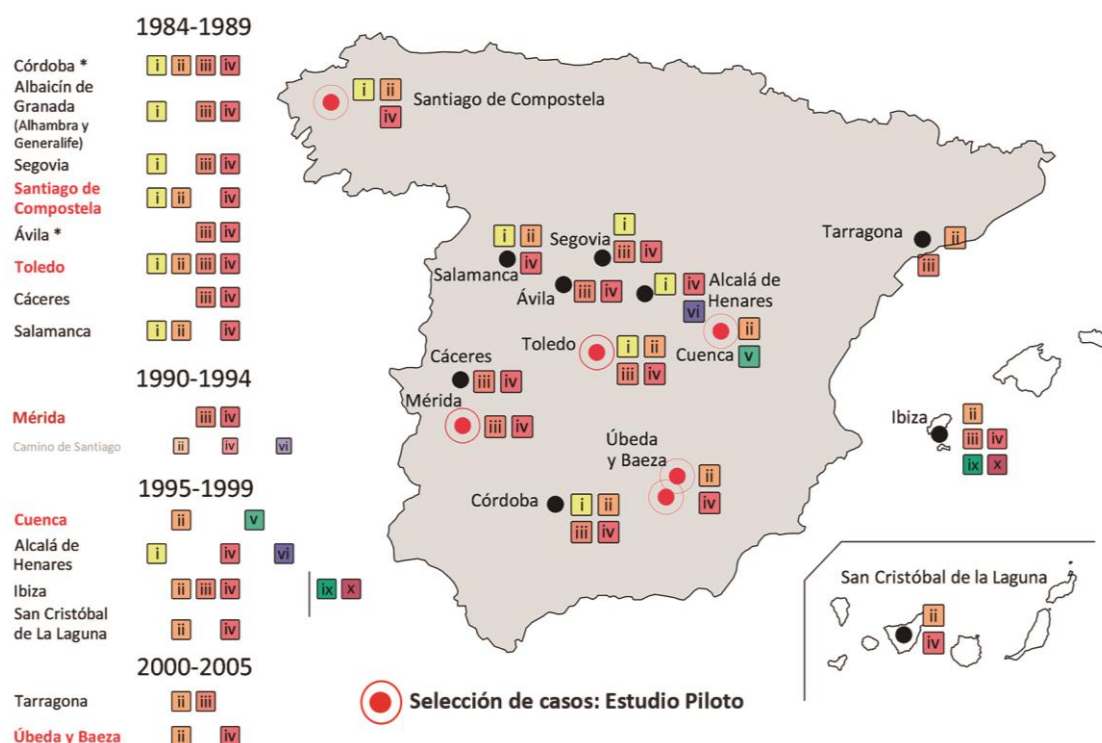 1984-1989
Córdoba * i ii iii iv
Albaicín de
Granada i iii iv
(Alhambra y
Generalife)
Segovia i iii iv
Santiago de
Compostela i ii iv
Ávila * iii iv
Toledo i ii iii iv
Cáceres iii iv
Salamanca i ii iv
1990-1994
Mérida iii iv
Camino de Santiago ii iv vi
1995-1999
Cuenca ii v
Alcalá de
Henares i iv vi
Ibiza ii iii iv ix x
San Cristóbal
de La Laguna ii iv
2000-2005
Tarragona ii iii
Úbeda y Baeza ii iv
i ii
Santiago de Compostela
iv
i ii
Salamanca iv
i
Segovia
iii iv
Ávila iii iv
i iv Alcalá de
Henares
vi
Tarragona ii
iii
Toledo i ii
iii iv
ii
Cuenca v
Cáceres
iii iv
Mérida
iii iv
Ibiza ii
iii iv
ix x
Úbeda
y Baeza ii
iv
Córdoba i ii
iii iv
San Cristóbal de la Laguna
ii
iv
Selección de casos: Estudio Piloto